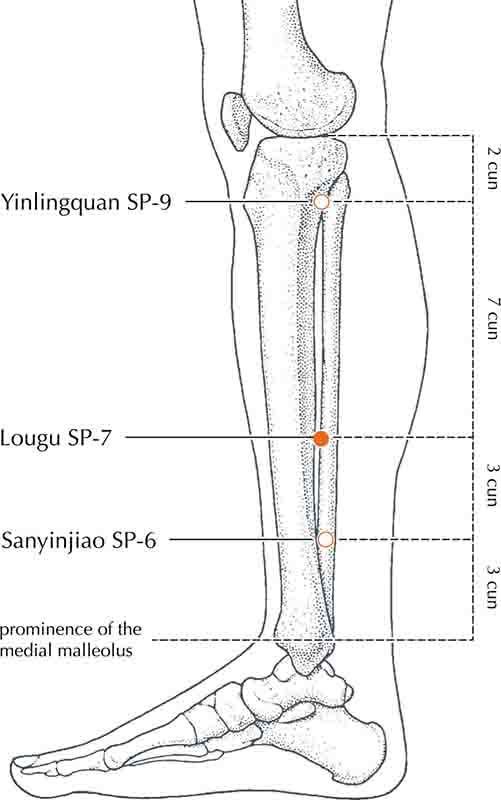 2 cun
Yinlingquan SP-9
7 cun
Lougu SP-7
3 cun
Sanyinjiao SP-6
3 cun
prominence of the
medial malleolus